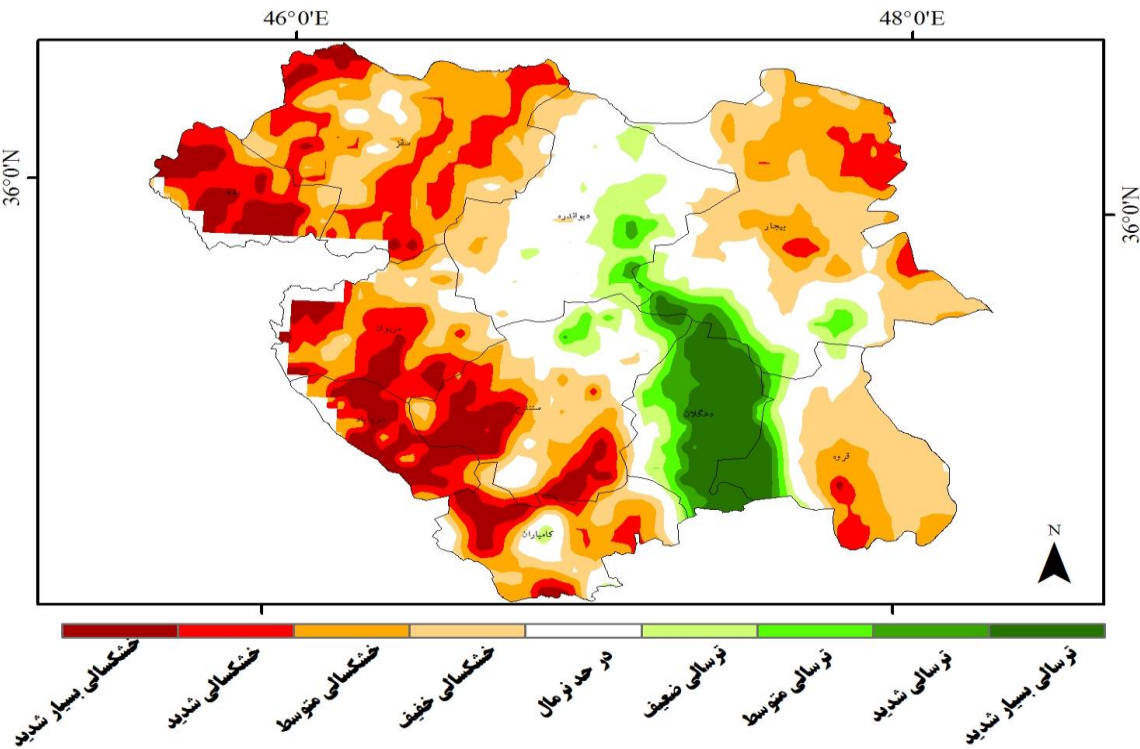 46°0'E
48°0'E
36°0'N
36°0'N
سقز
بانه
دیواندره
بیجار
مریوان
سنندج
دهگلان
قروه
کامیاران
N
خشکسالی بسیار شدید
خشکسالی شدید
خشکسالی متوسط
خشکسالی خفیف
در حد نرمال
ترسالی ضعیف
ترسالی متوسط
ترسالی شدید
ترسالی بسیار شدید